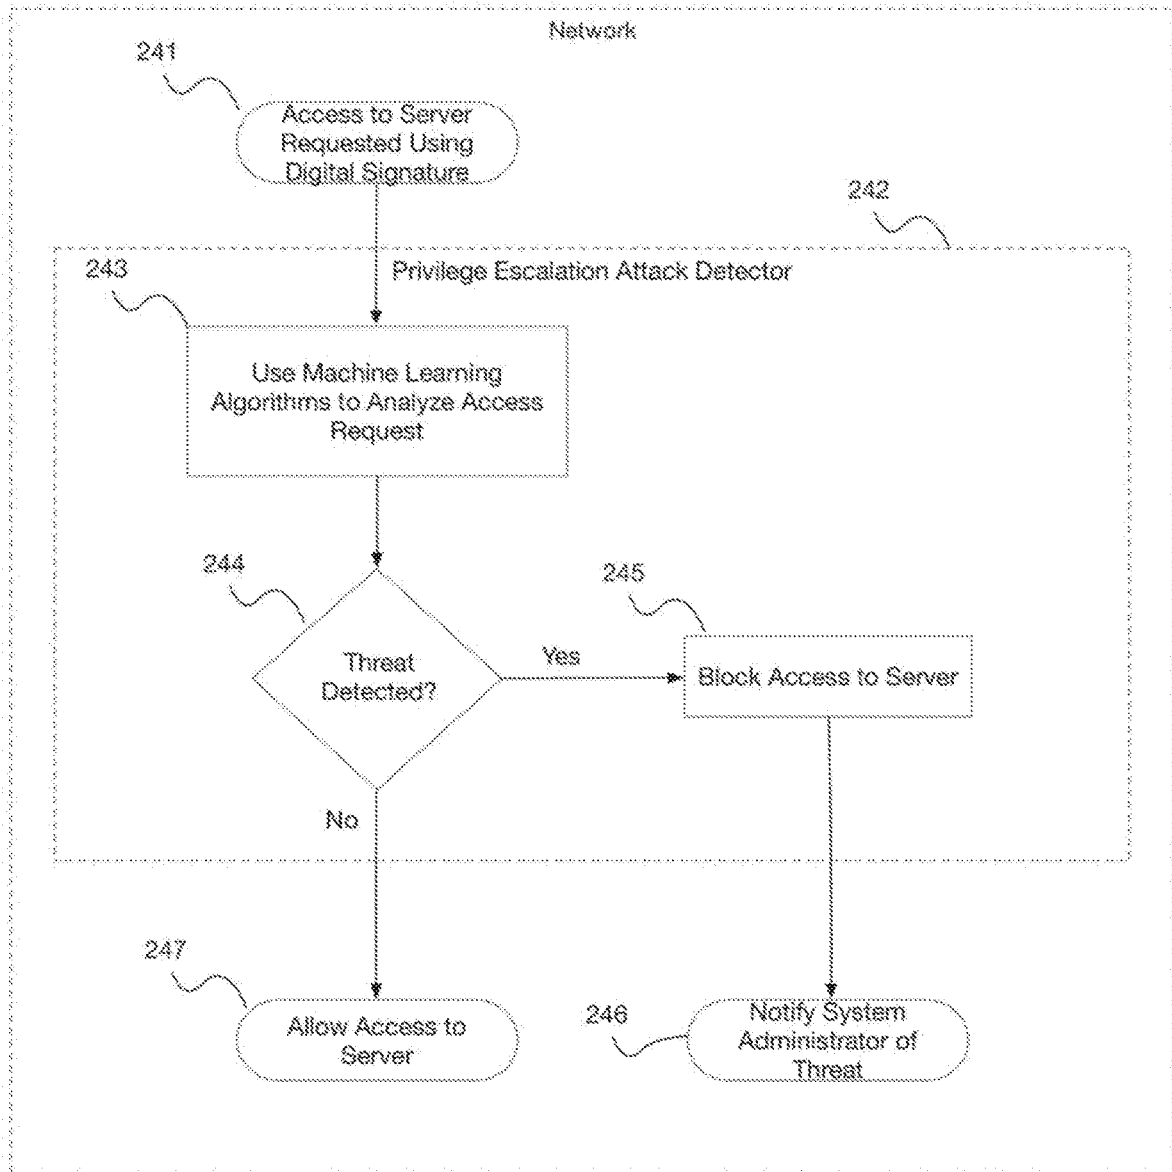 Network
241
Access to Server
Requested Using
Digital Signature
242
243
Privilege Escalation Attack Detector
Use Machine Learning
Algorithms to Analyze Access
Request
244
245
Threat
Detected?
Yes
Block Access to Server
No
247
246
Allow Access to
Server
Notify System
Administrator of
Threat